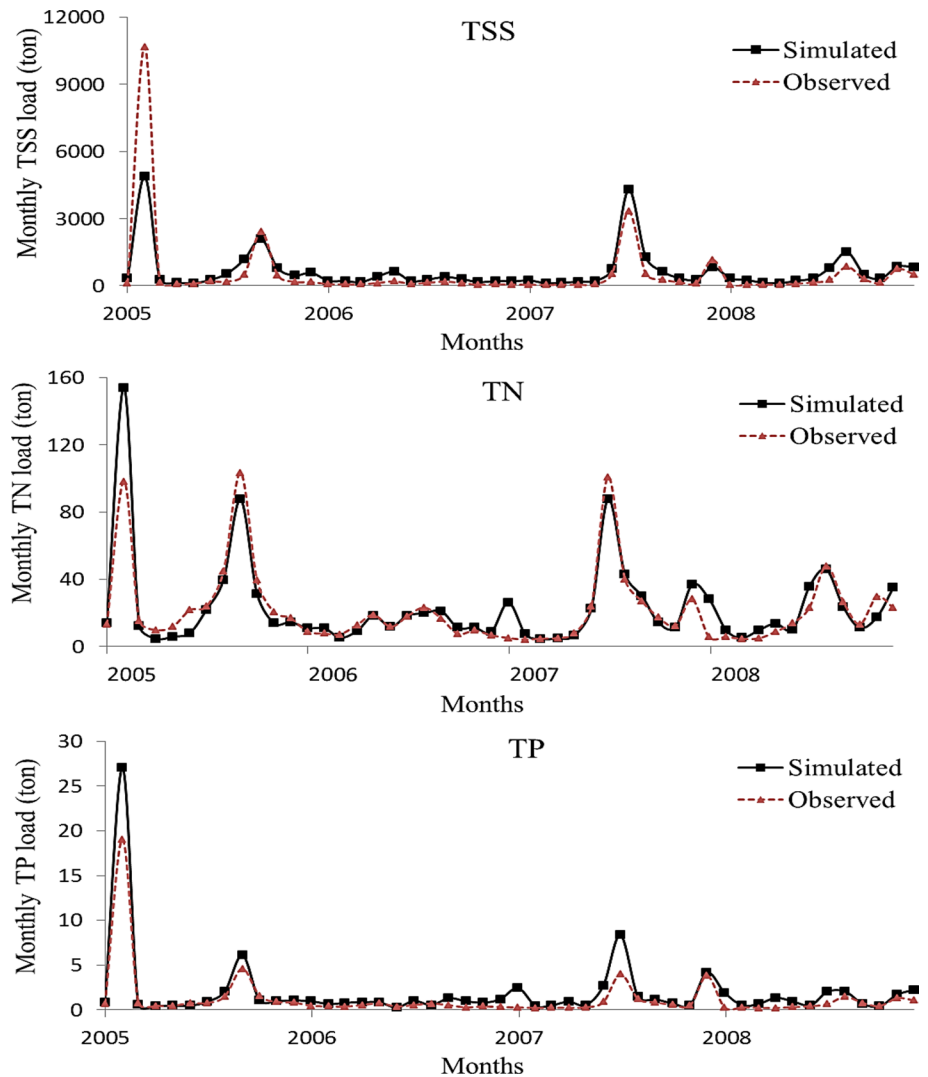 TSS
Monthly TSS load (ton)
12000
9000
6000
3000
0
Simulated
Observed
2005 2006 2007 2008
Months
TN
Monthly TN load (ton)
160
120
80
40
0
Simulated
Observed
2005 2006 2007 2008
Months
TP
Monthly TP load (ton)
30
25
20
15
10
5
0
Simulated
Observed
2005 2006 2007 2008
Months